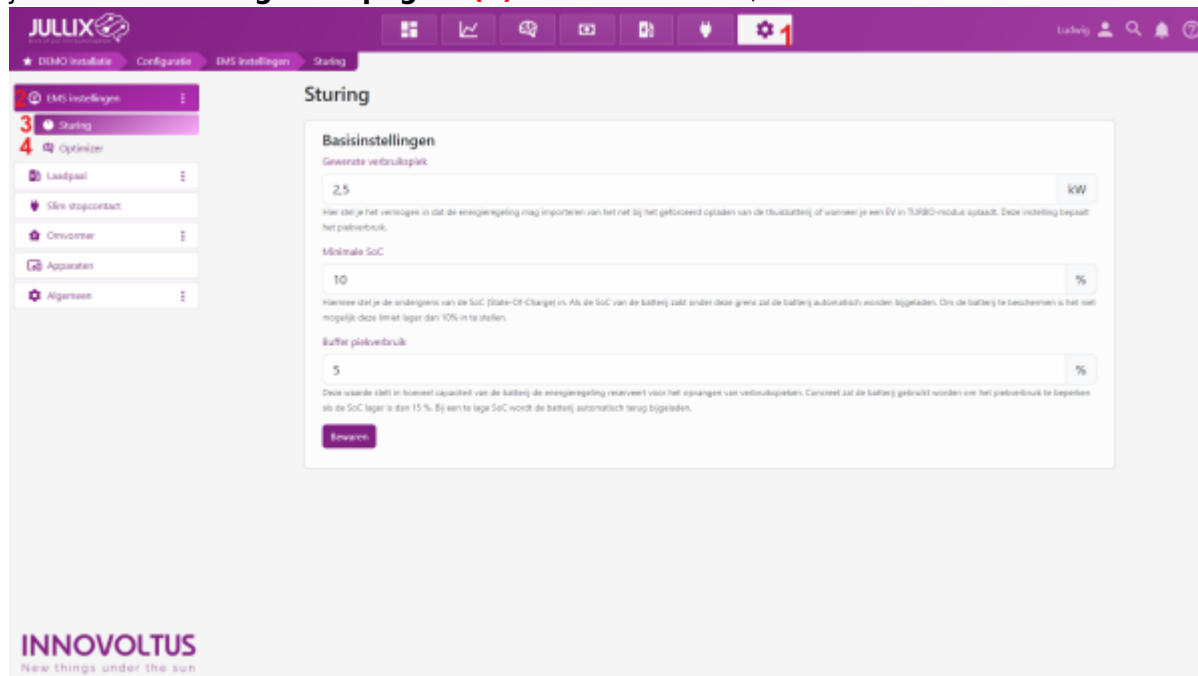 JULLIX
1
Ludwig
DEMO Installatie Configuratie EMS instellingen Sturing
2 EMS instellingen
3 Sturing
4 Optimizer
Laadpaal
Slim stopcontact
Omvormer
Apparaten
Algemeen
Sturing
Basisinstellingen
Gewenste verbruikspiek
2,5 kW
Hier stel je het vermogen in dat de energieregeling mag importeren van het net bij het geforceerd opladen van de thuisbatterij of wanneer je een EV in TURBO-modus oplaadt. Deze instelling bepaalt
het piekverbruik.
Minimale SoC
10 %
Hiermee stel je de ondergrens van de SoC (State-Of-Charge) in. Als de SoC van de batterij zakt onder deze grens zal de batterij automatisch worden bijgeladen. Om de batterij te beschermen is het niet
mogelijk deze limiet lager dan 10% in te stellen.
Buffer piekverbruik
5 %
Deze waarde stelt in hoeveel capaciteit van de batterij de energieregeling reserveert voor het opvangen van verbruikspieken. Concreet zal de batterij gebruikt worden om het piekverbruik te beperken
als de SoC lager is dan 15 %. Bij een te lage SoC wordt de batterij automatisch terug bijgeladen.
Bewaren
INNOVOLTUS
New things under the sun